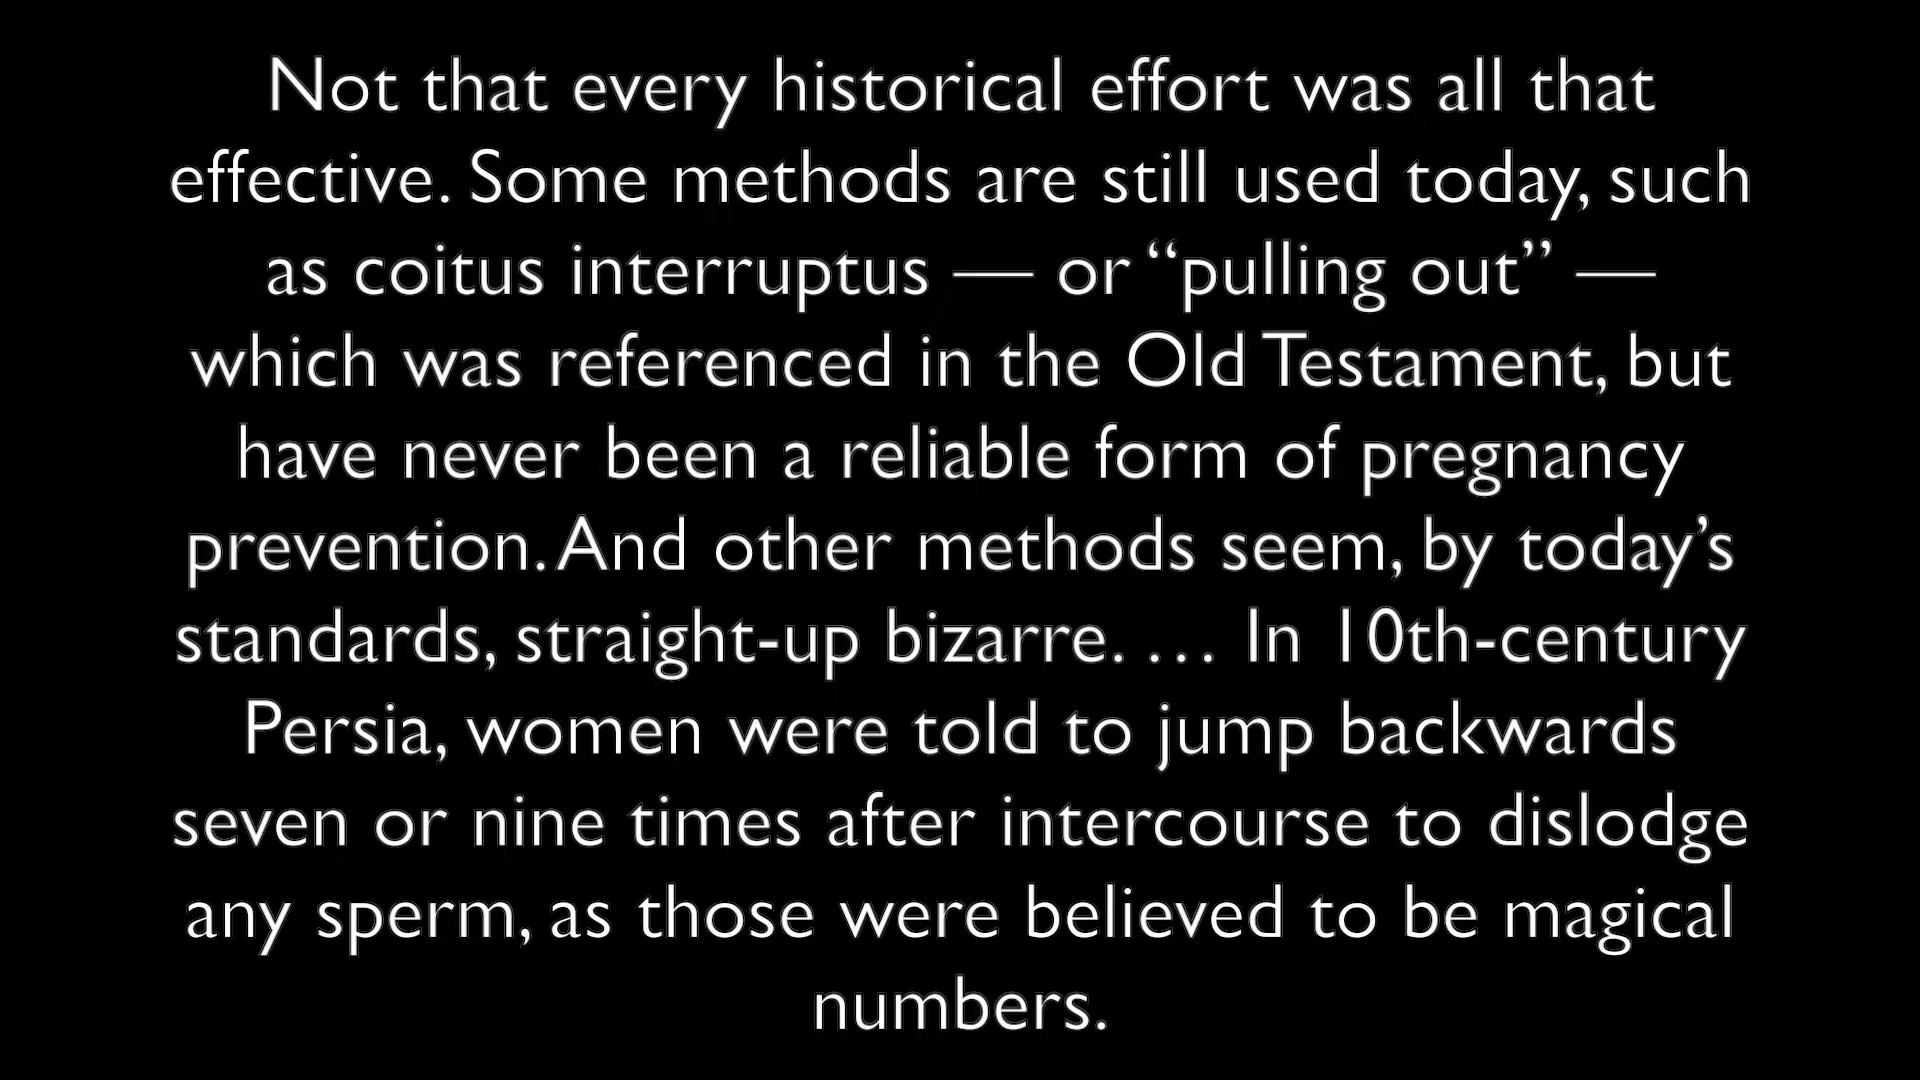 Not that every historical effort was all that
effective. Some methods are still used today, such
as coitus interruptus — or “pulling out” —
which was referenced in the Old Testament, but
have never been a reliable form of pregnancy
prevention. And other methods seem, by today’s
standards, straight-up bizarre. … In 10th-century
Persia, women were told to jump backwards
seven or nine times after intercourse to dislodge
any sperm, as those were believed to be magical
numbers.